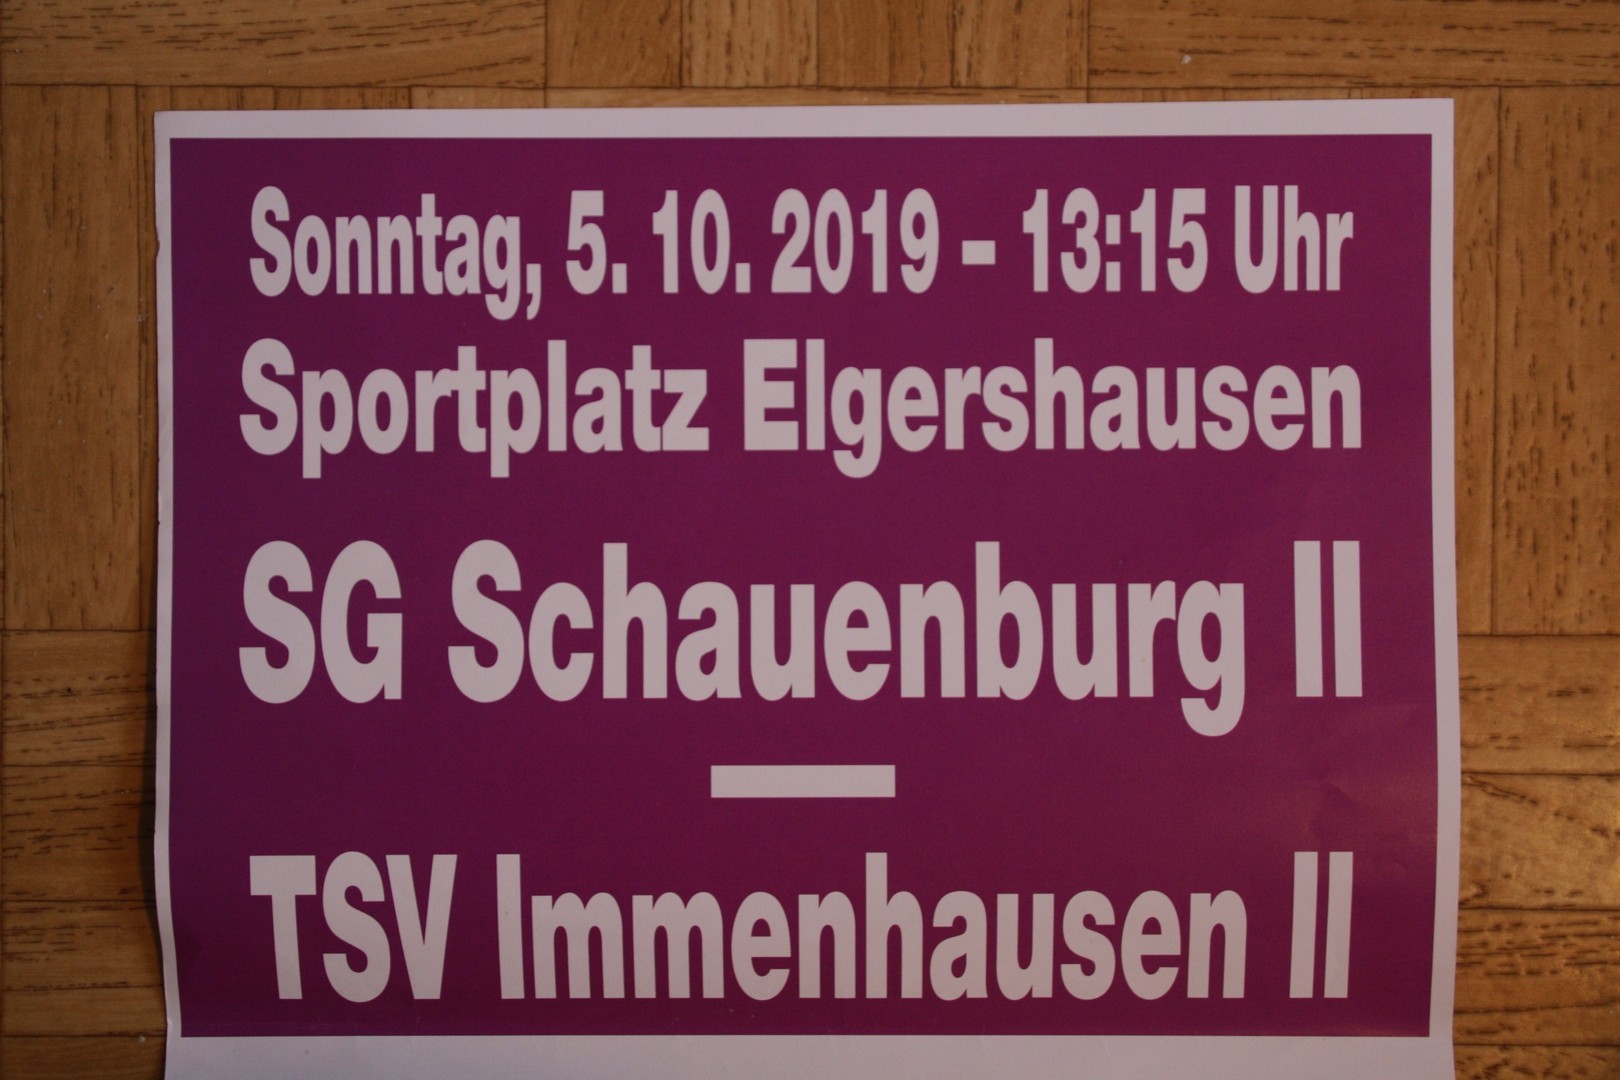 Sonntag, 5. 10. 2019 - 13:15 Uhr
Sportplatz Elgershausen
SG Schauenburg II
—
TSV Immenhausen II